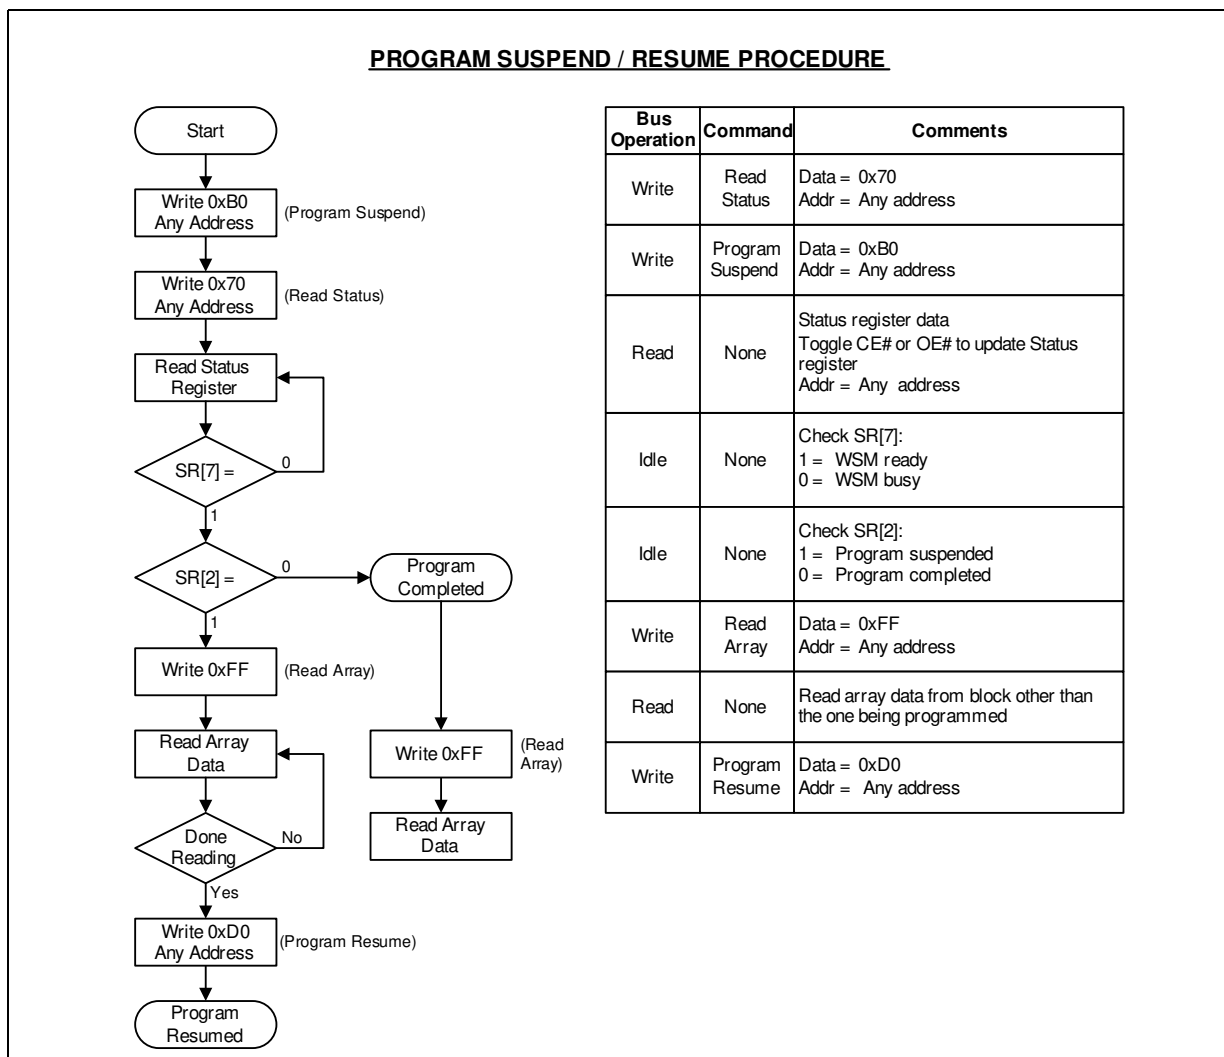 PROGRAM SUSPEND / RESUME PROCEDURE
Start
Write 0xB0
Any Address
(Program Suspend)
Write 0x70
Any Address
(Read Status)
Read Status
Register
SR[7] =
0
1
SR[2] =
0
Program
Completed
1
Write 0xFF
(Read Array)
Read Array
Data
Write 0xFF
(Read
Array)
Done
Reading
No
Read Array
Data
Yes
Write 0xD0
Any Address
(Program Resume)
Program
Resumed
Bus
Operation
Command
Comments
Write
Read
Status
Data = 0x70
Addr = Any address
Write
Program
Suspend
Data = 0xB0
Addr = Any address
Read
None
Status register data
Toggle CE# or OE# to update Status
register
Addr = Any address
Idle
None
Check SR[7]:
1 = WSM ready
0 = WSM busy
Idle
None
Check SR[2]:
1 = Program suspended
0 = Program completed
Write
Read
Array
Data = 0xFF
Addr = Any address
Read
None
Read array data from block other than
the one being programmed
Write
Program
Resume
Data = 0xD0
Addr = Any address